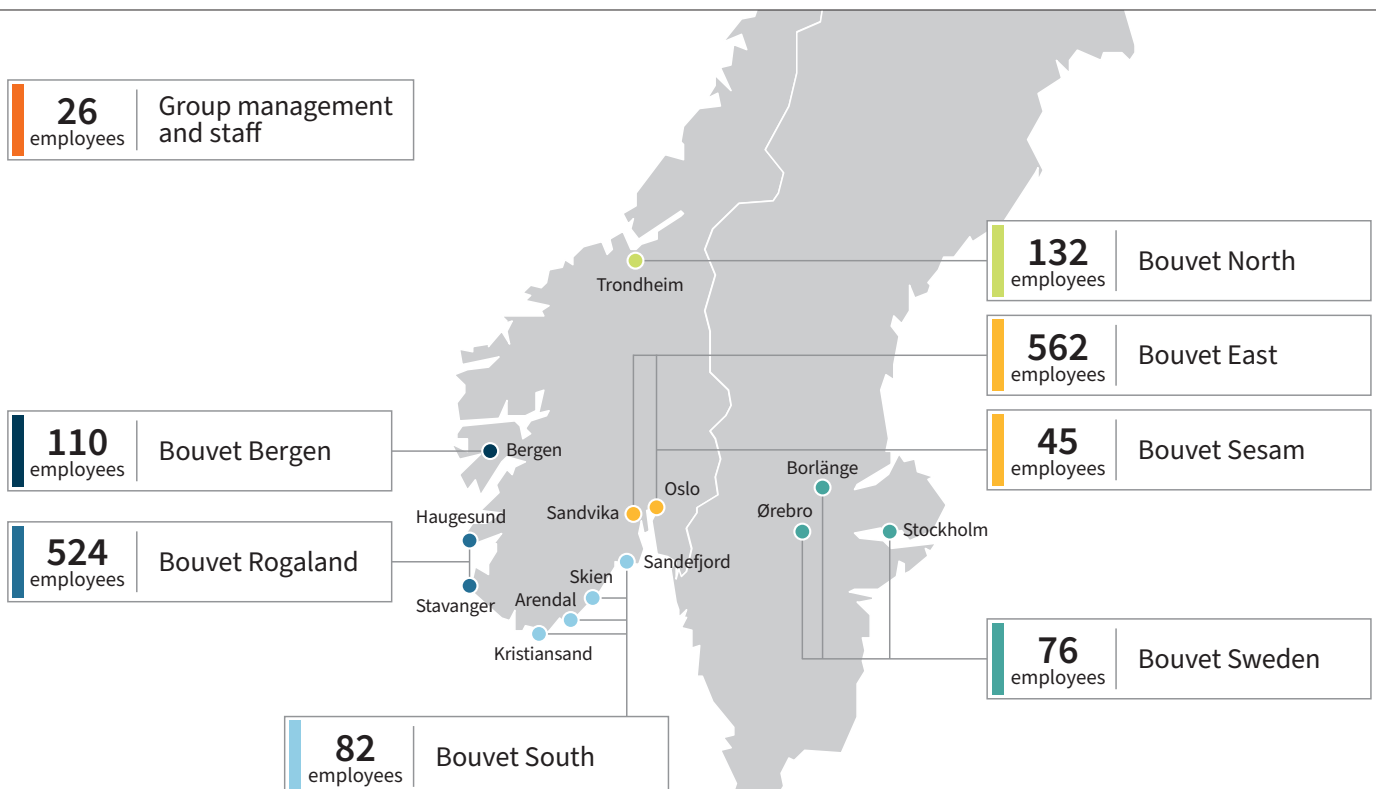 26
employees
Group management
and staff
132
employees
Bouvet North
Trondheim
562
employees
Bouvet East
110
employees
Bouvet Bergen
Bergen
45
employees
Bouvet Sesam
Borlänge
Oslo
Sandvika
Ørebro
Stockholm
Haugesund
524
employees
Bouvet Rogaland
Stavanger
Sandefjord
Skien
Arendal
Kristiansand
76
employees
Bouvet Sweden
82
employees
Bouvet South